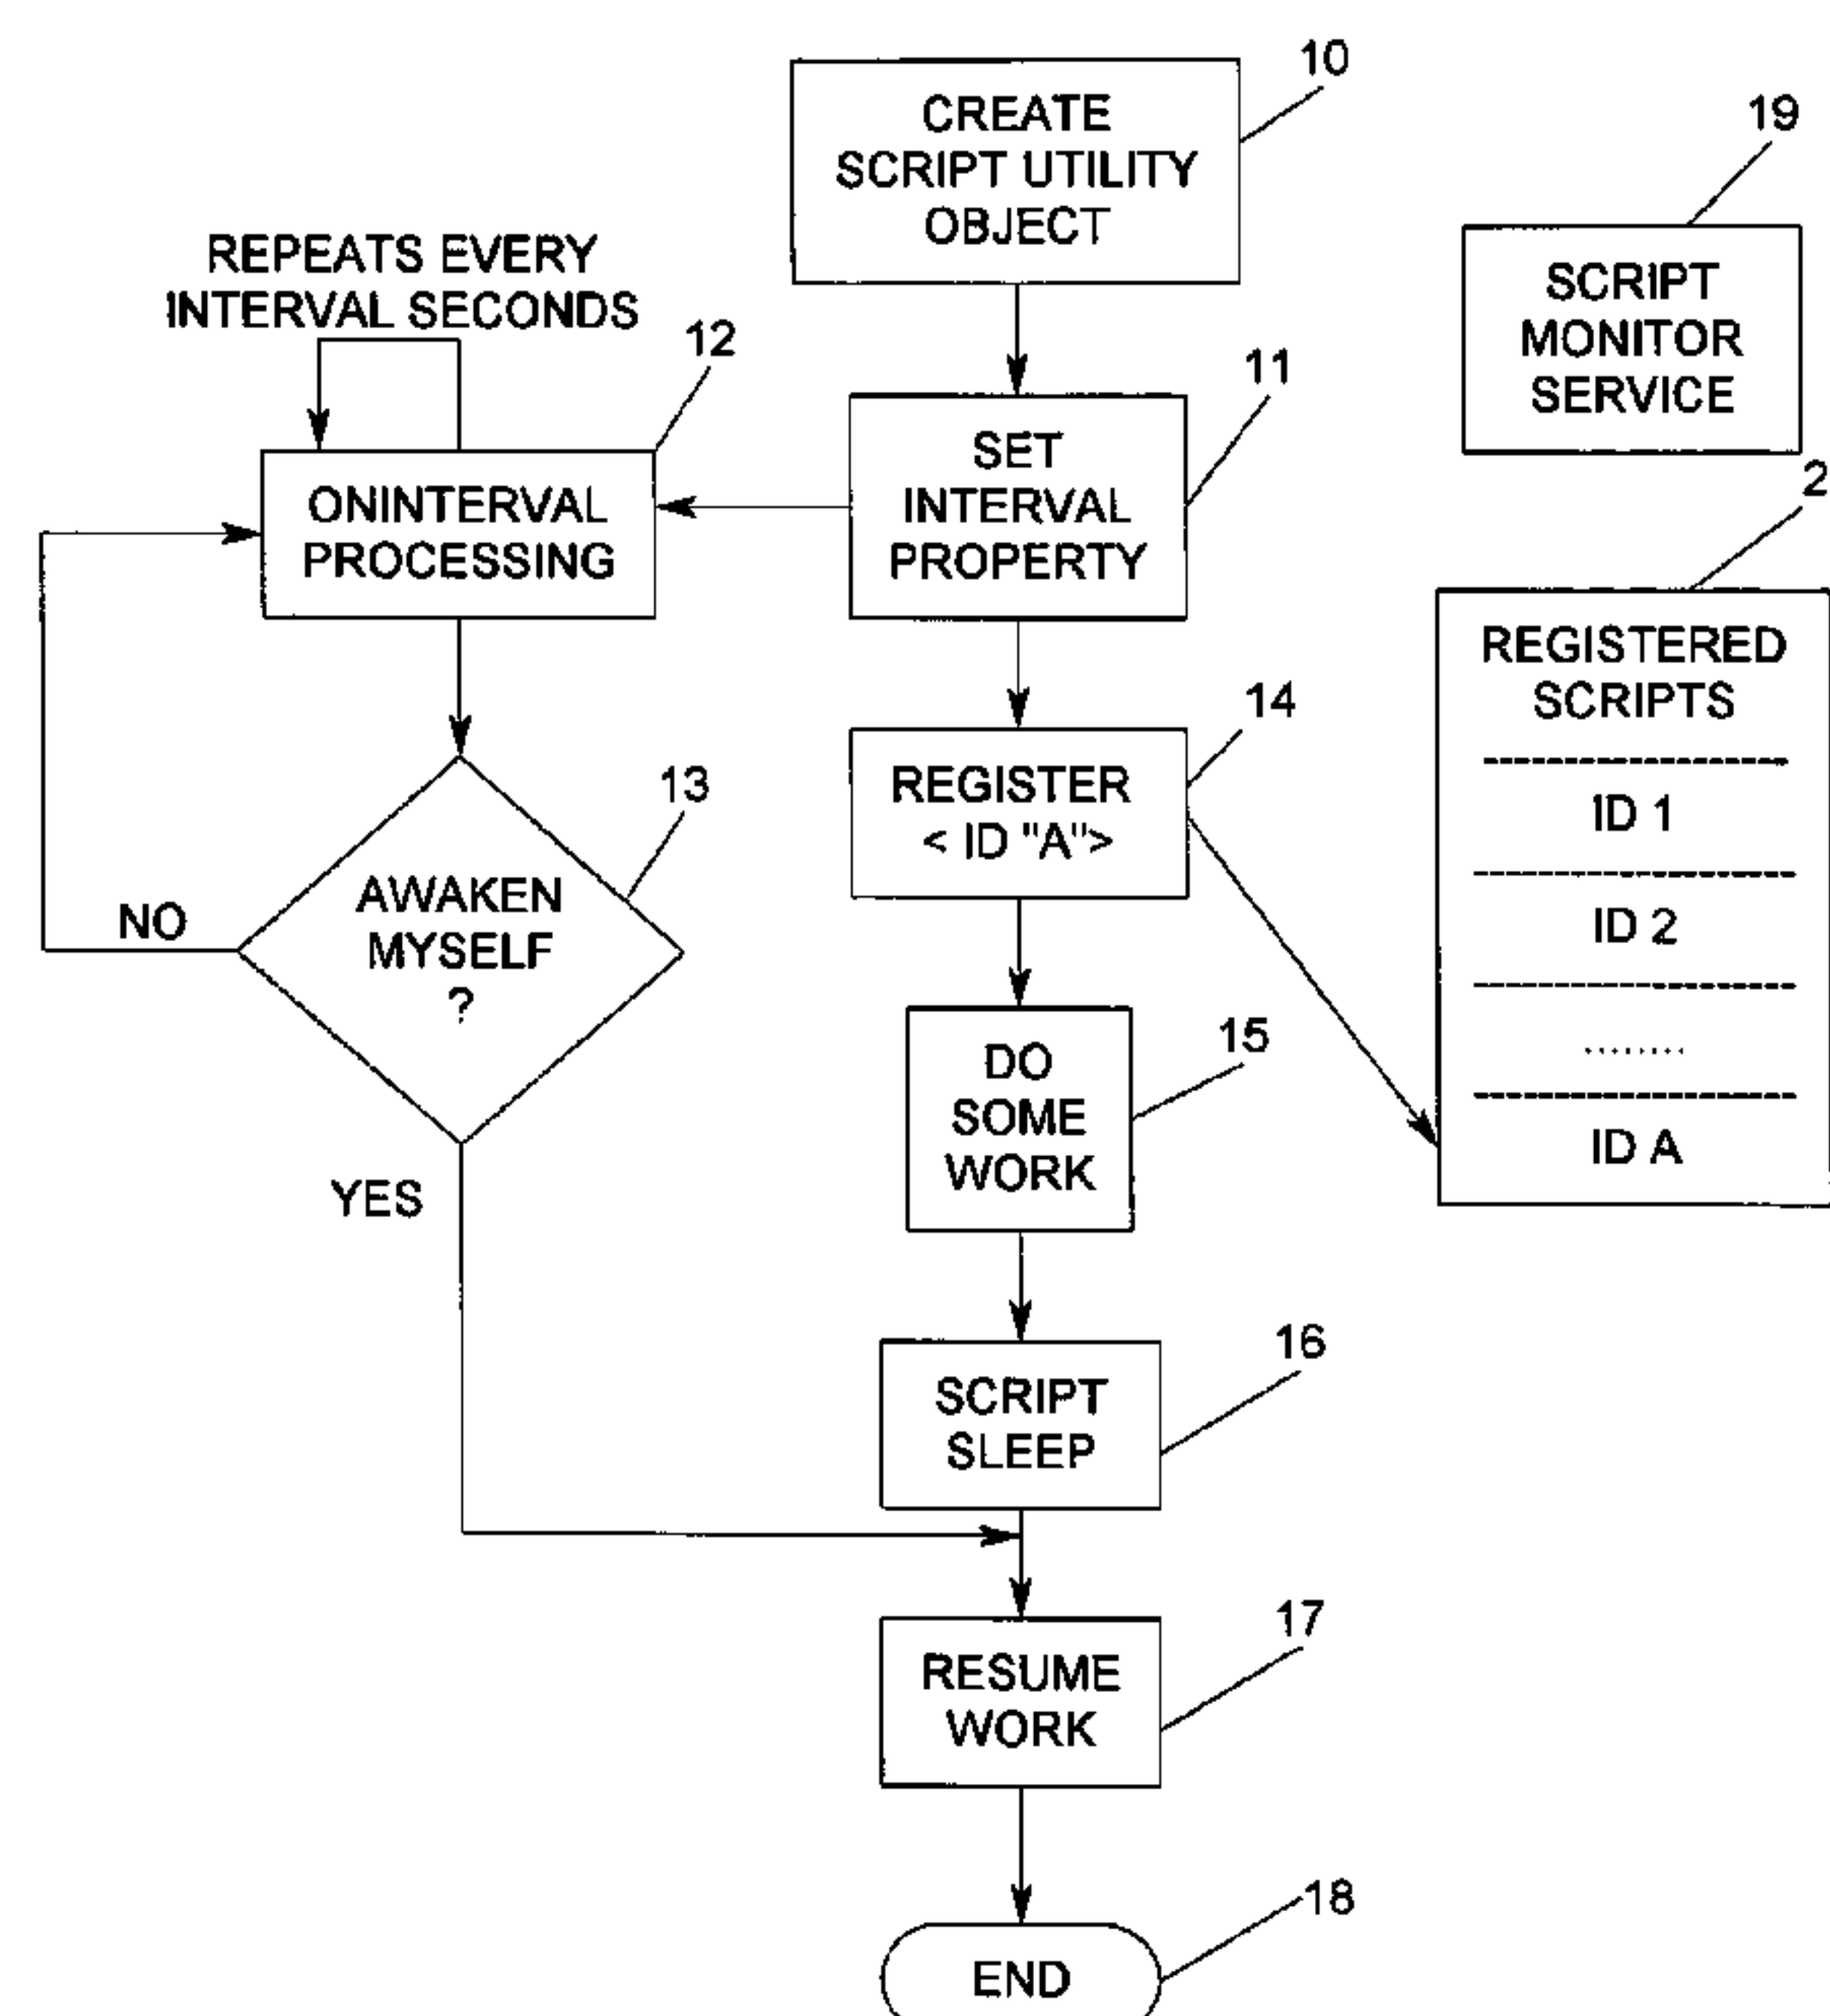 10
CREATE
SCRIPT UTILITY
OBJECT
19
SCRIPT
MONITOR
SERVICE
REPEATS EVERY
INTERVAL SECONDS
12
ONINTERVAL
PROCESSING
11
SET
INTERVAL
PROPERTY
2
REGISTERED
SCRIPTS
ID 1
ID 2
........
ID A
14
REGISTER
< ID "A">
13
AWAKEN
MYSELF
?
NO
YES
15
DO
SOME
WORK
16
SCRIPT
SLEEP
17
RESUME
WORK
18
END